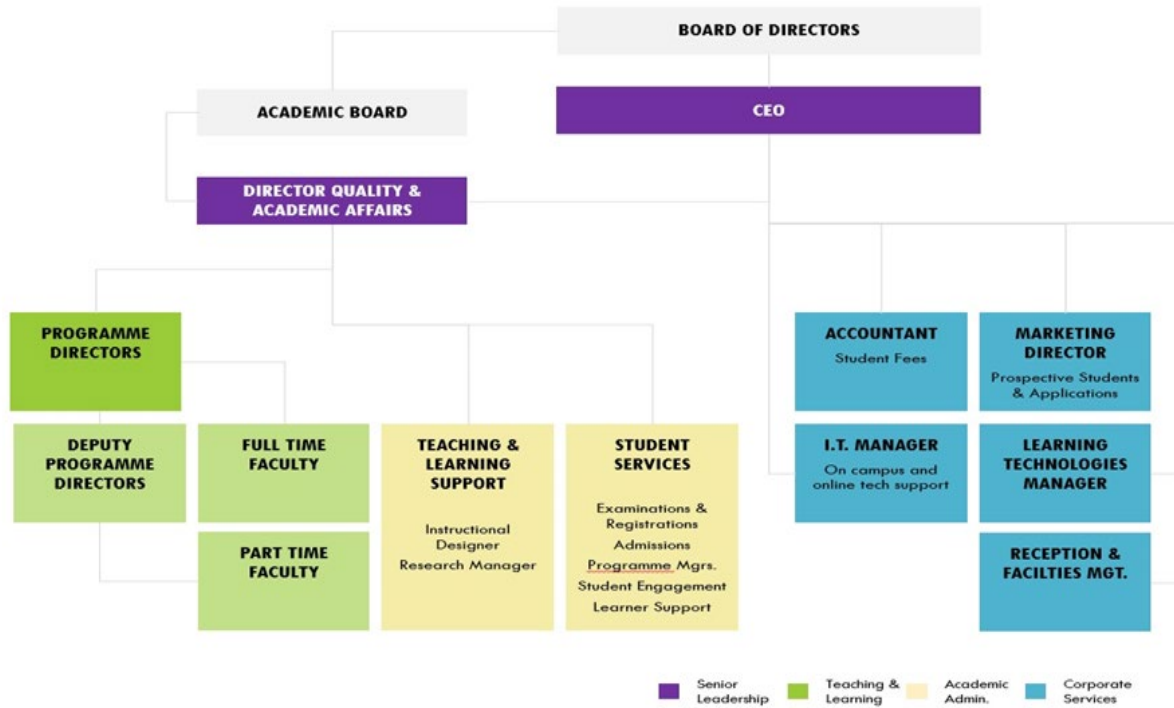 BOARD OF DIRECTORS
ACADEMIC BOARD
CEO
DIRECTOR QUALITY &
ACADEMIC AFFAIRS
PROGRAMME
DIRECTORS
ACCOUNTANT
Student Fees
MARKETING
DIRECTOR
Prospective Students
& Applications
DEPUTY
PROGRAMME
DIRECTORS
FULL TIME
FACULTY
TEACHING &
LEARNING
SUPPORT
Instructional
Designer
Research Manager
STUDENT
SERVICES
Examinations &
Registrations
Admissions
Programme Mgrs.
Student Engagement
Learner Support
I.T. MANAGER
On campus and
online tech support
LEARNING
TECHNOLOGIES
MANAGER
PART TIME
FACULTY
RECEPTION &
FACILTIES MGT.
Senior
Leadership
Teaching &
Learning
Academic
Admin.
Corporate
Services